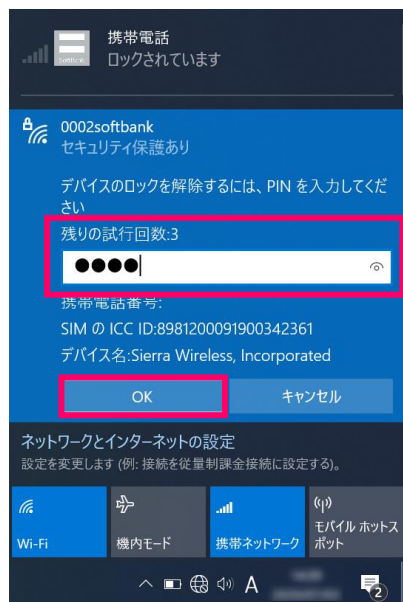 携帯電話
ロックされています
0002softbank
セキュリティ保護あり
デバイスのロックを解除するには、PIN を入力してくだ
さい
残りの試行回数:3
携帯電話番号:
SIM の ICC ID:8981200091900342361
デバイス名:Sierra Wireless, Incorporated
OK
キャンセル
ネットワークとインターネットの設定
設定を変更します (例: 接続を従量制課金接続に設定する)。
Wi-Fi
機内モード
携帯ネットワーク
モバイル ホットス
ポット
A
2